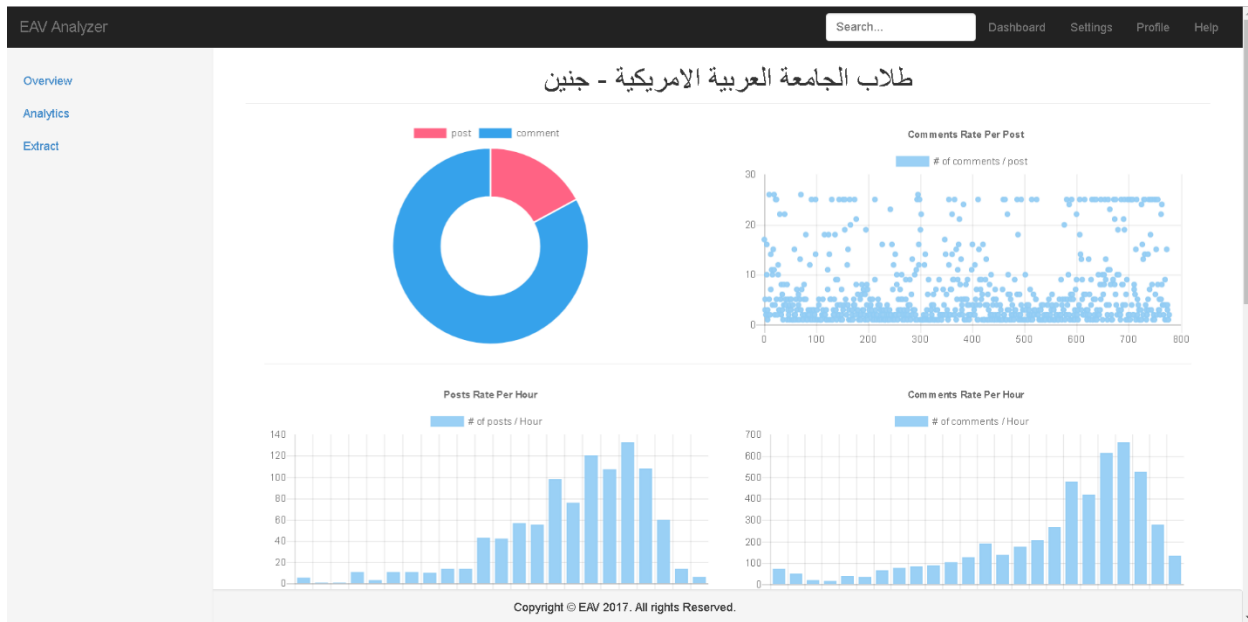 EAV Analyzer
Search...
Dashboard Settings Profile Help
Overview
Analytics
Extract
طلاب الجامعة العربية الامريكية - جنين
post comment
Comments Rate Per Post
# of comments / post
30
20
10
0
0 100 200 300 400 500 600 700 800
Posts Rate Per Hour
# of posts / Hour
140
120
100
80
60
40
20
0
Comments Rate Per Hour
# of comments / Hour
700
600
500
400
300
200
100
0
Copyright © EAV 2017. All rights Reserved.